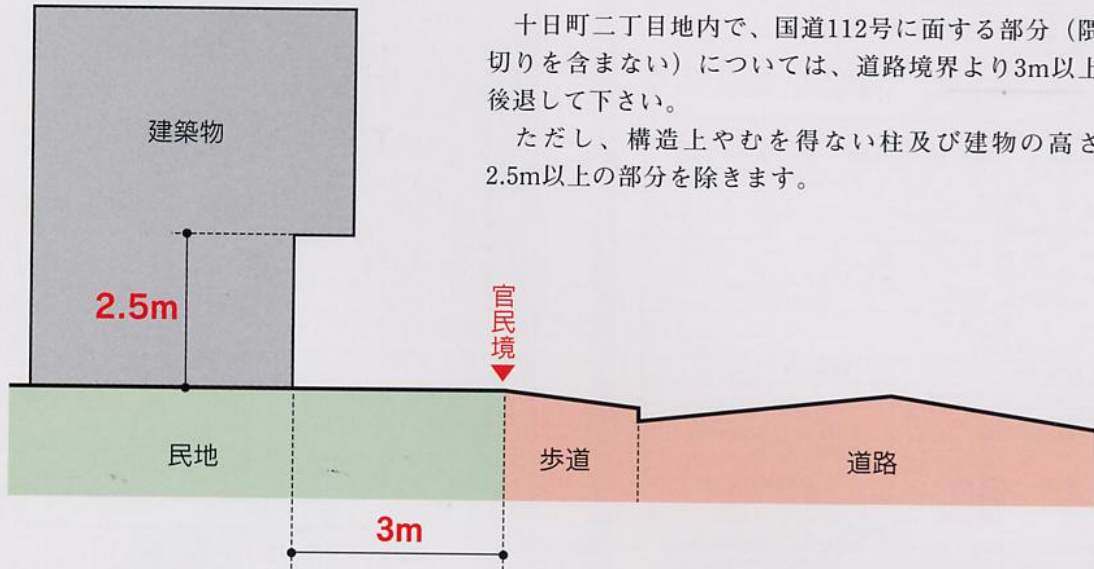 十日町二丁目地内で、国道112号に面する部分（隅
切りを含まない）については、道路境界より3m以上
後退して下さい。
ただし、構造上やむを得ない柱及び建物の高さ
2.5m以上の部分を除きます。
建築物
2.5m
官民境
民地
歩道
道路
3m